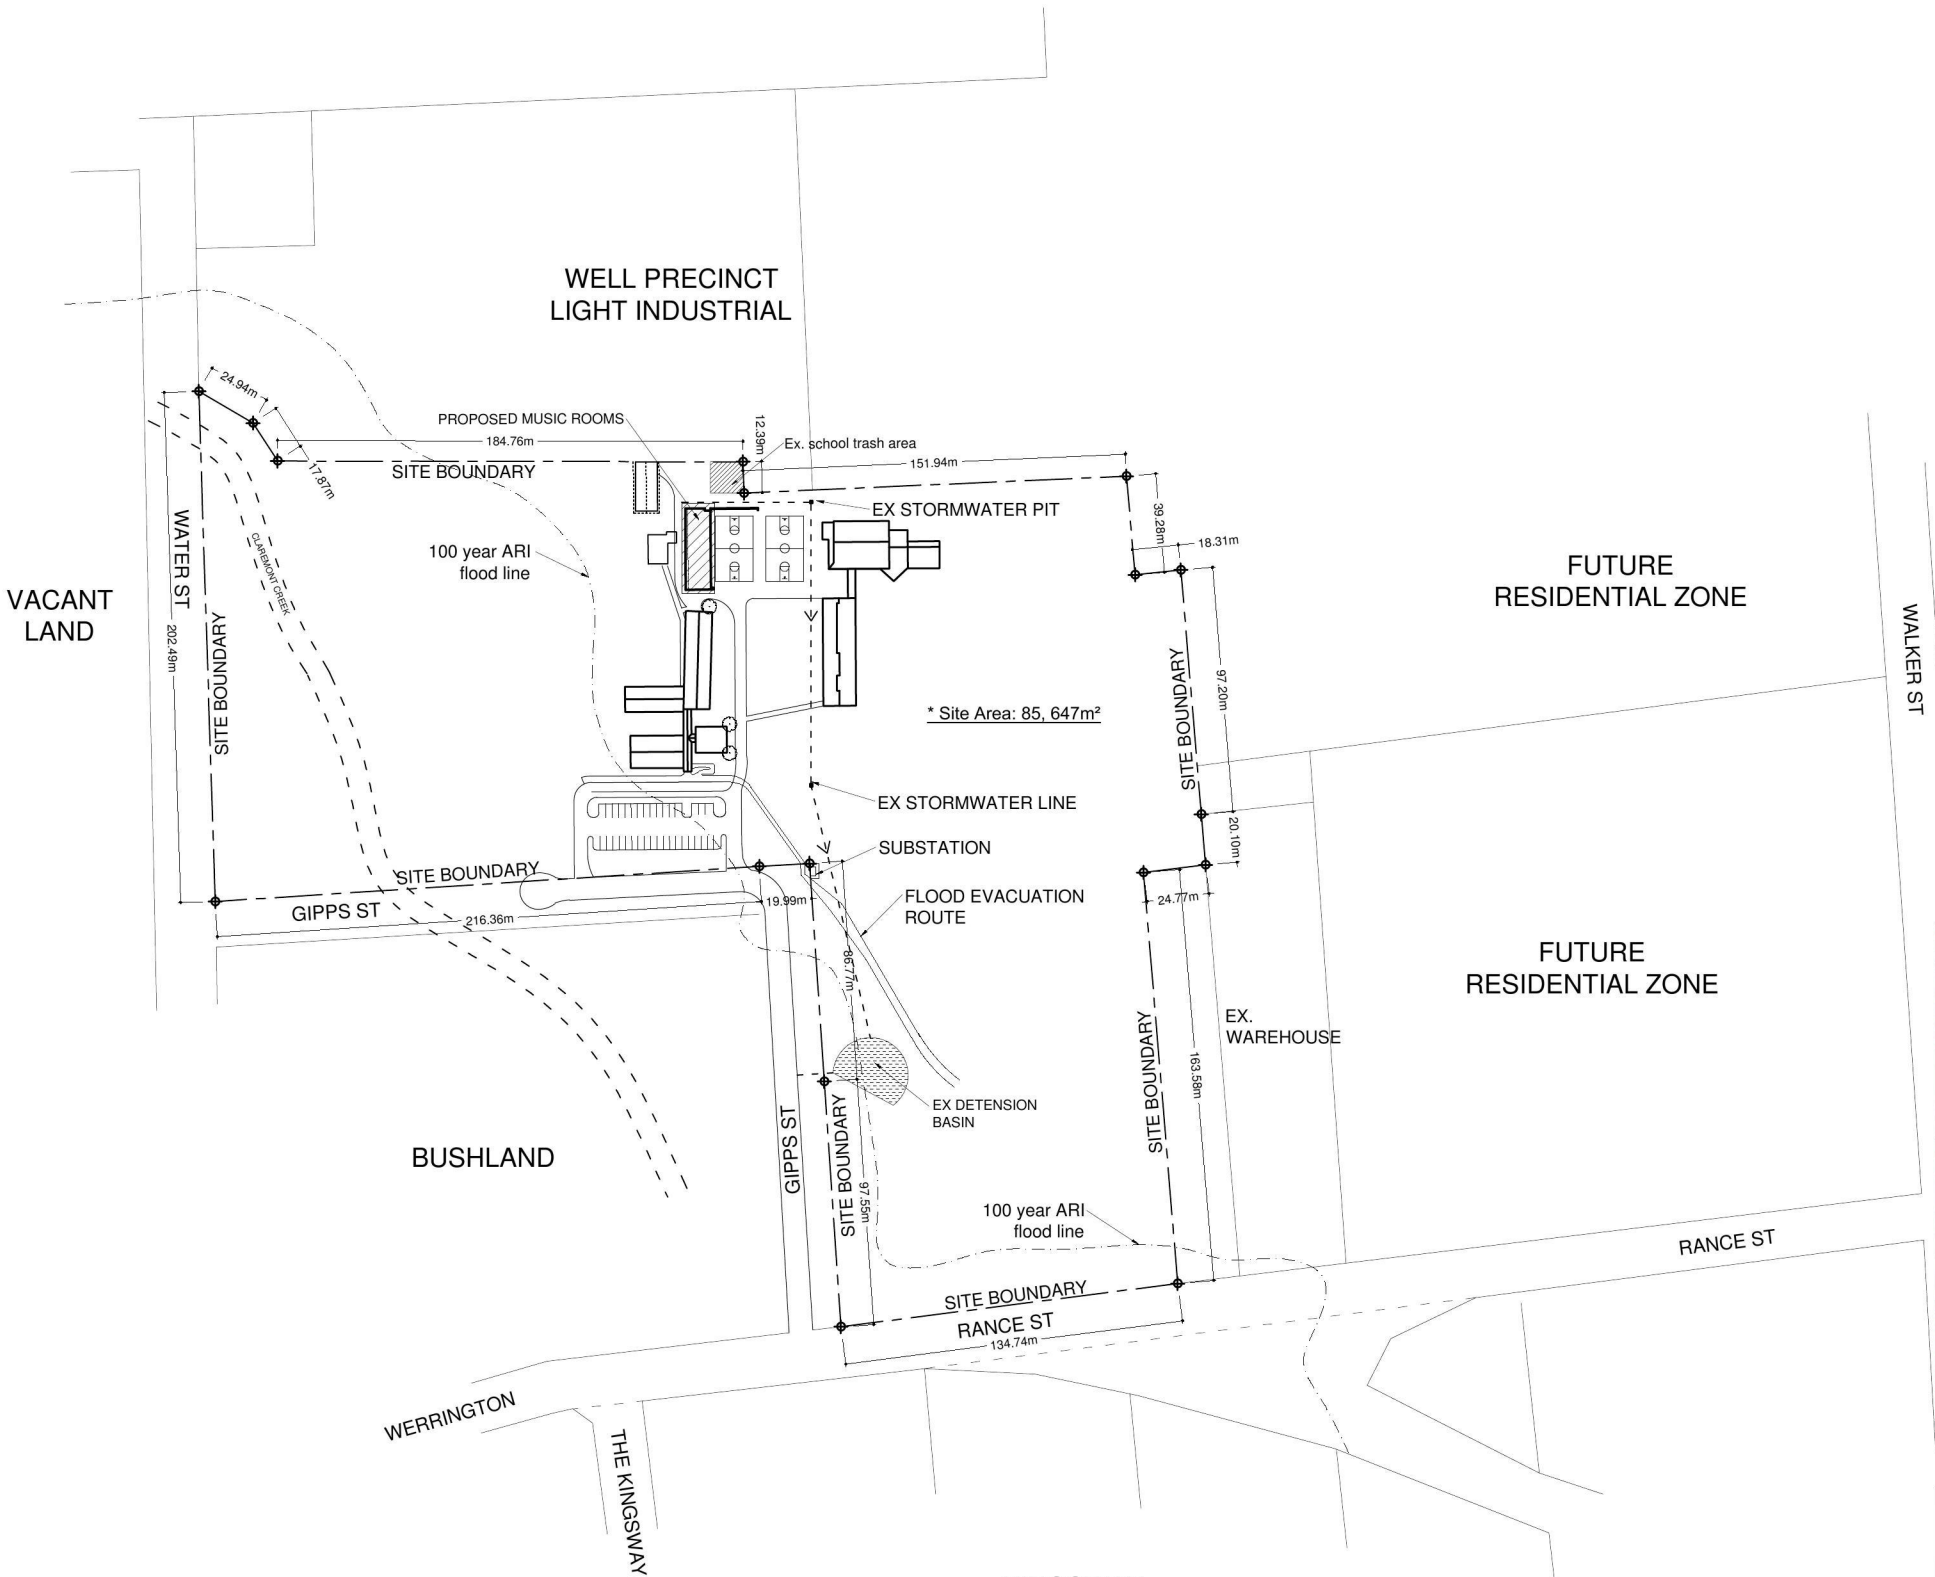 WELL PRECINCT
LIGHT INDUSTRIAL
24.94m
17.87m
PROPOSED MUSIC ROOMS
184.76m
12.39m
Ex. school trash area
151.94m
SITE BOUNDARY
EX STORMWATER PIT
39.28m
18.31m
WATER ST
CLAREMONT CREEK
100 year ARI
flood line
FUTURE
RESIDENTIAL ZONE
VACANT
LAND
202.49m
SITE BOUNDARY
WALKER ST
SITE BOUNDARY
97.20m
* Site Area: 85, 647m²
EX STORMWATER LINE
20.10m
SUBSTATION
SITE BOUNDARY
GIPPS ST
216.36m
19.99m
FLOOD EVACUATION
ROUTE
24.77m
86.77m
FUTURE
RESIDENTIAL ZONE
EX.
WAREHOUSE
SITE BOUNDARY
163.58m
EX DETENSION
BASIN
BUSHLAND
GIPPS ST
SITE BOUNDARY
97.55m
100 year ARI
flood line
RANCE ST
SITE BOUNDARY
RANCE ST
134.74m
WERRINGTON
THE KINGSWAY